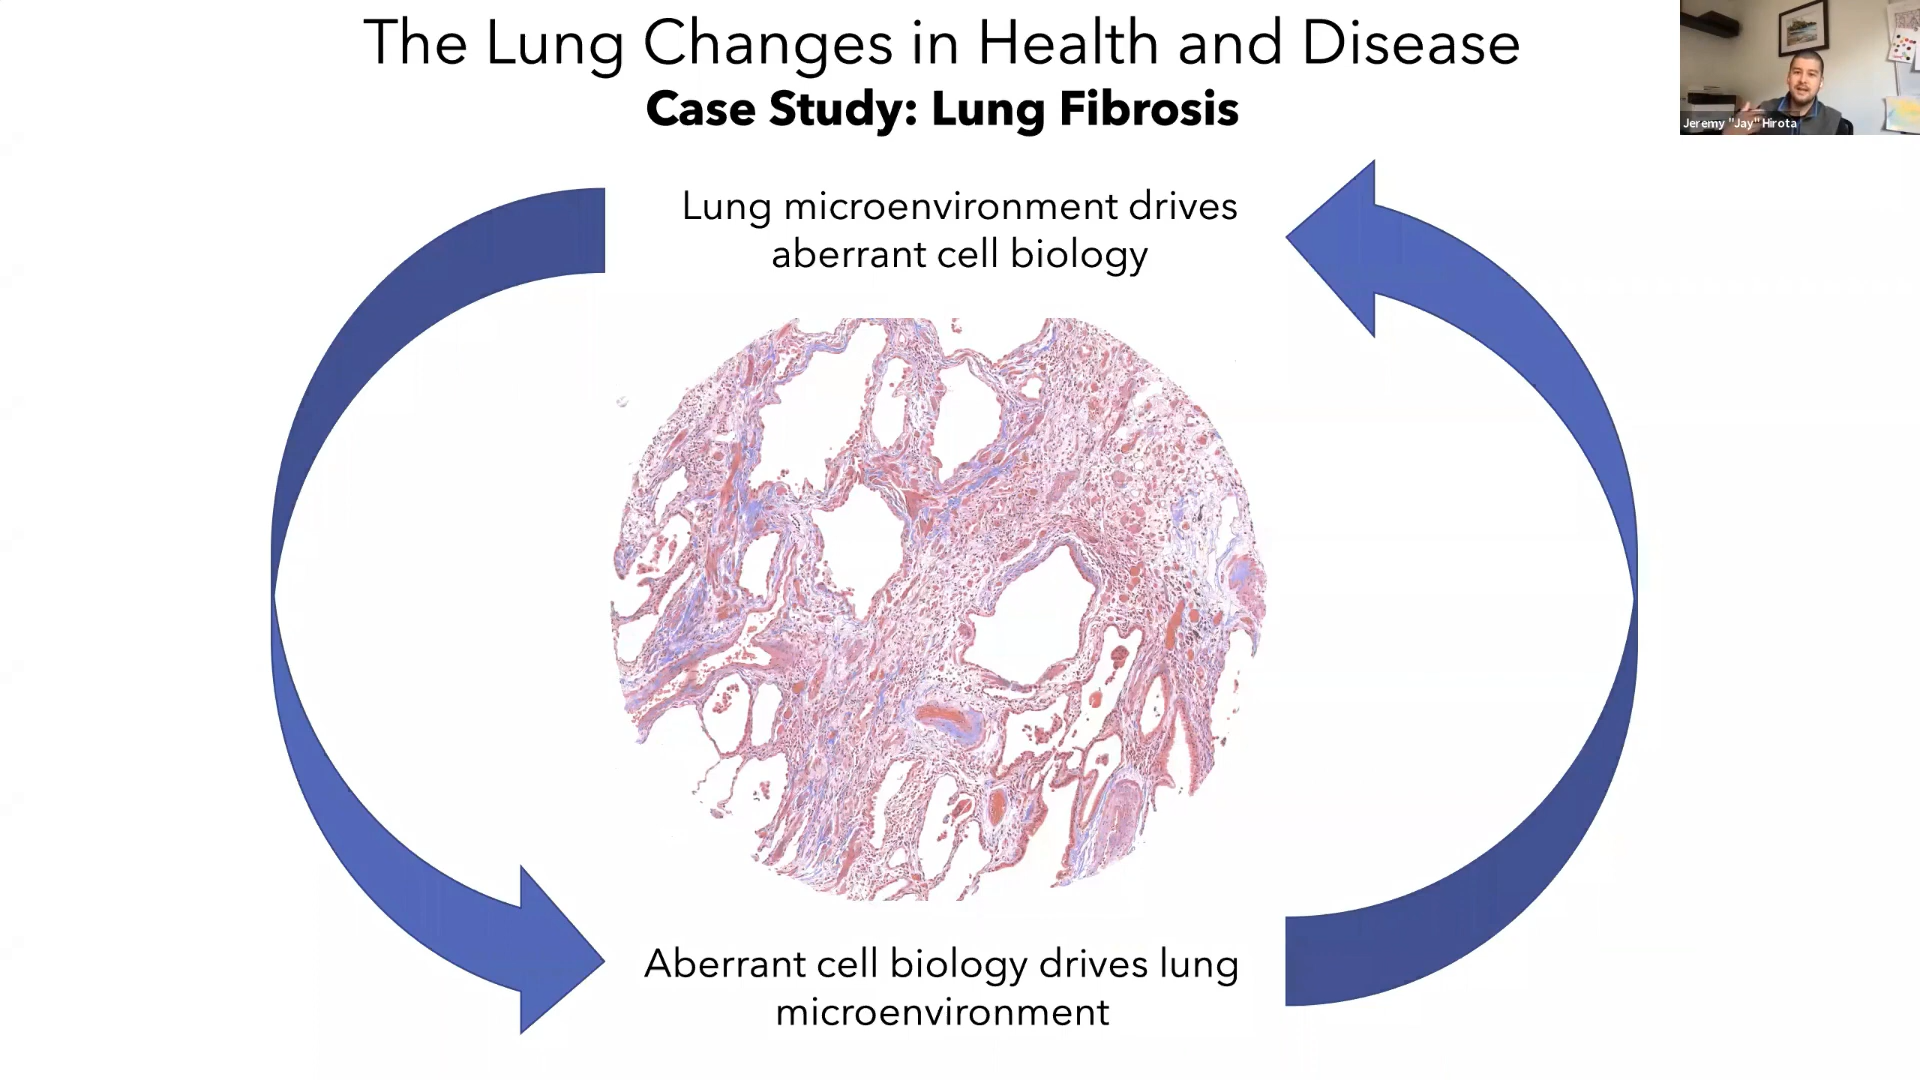 The Lung Changes in Health and Disease
Case Study: Lung Fibrosis
Jeremy "Jay" Hirota
Lung microenvironment drives
aberrant cell biology
Aberrant cell biology drives lung
microenvironment